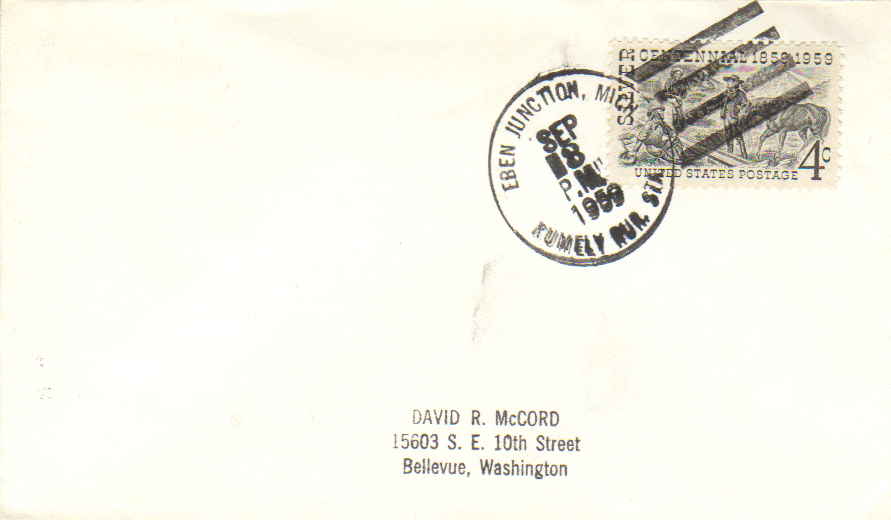 SILVER
CENTENNIAL 1859 1959
4c
UNITED STATES POSTAGE
EBEN JUNCTION, MICH
SEP
18
P.M.
1959
RUMELY RUR. STA.
DAVID R. McCORD
15603 S. E. 10th Street
Bellevue, Washington